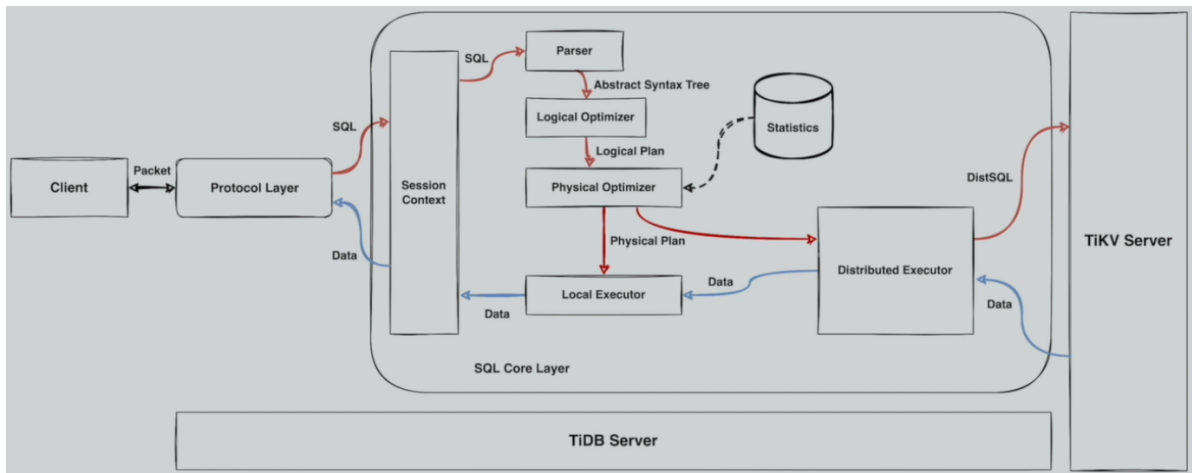 Parser
SQL
Abstract Syntax Tree
Logical Optimizer
Statistics
SQL
Logical Plan
Packet
Client
Protocol Layer
Session
Context
Physical Optimizer
DistSQL
Physical Plan
TiKV Server
Data
Data
Distributed Executor
Local Executor
Data
Data
SQL Core Layer
TiDB Server